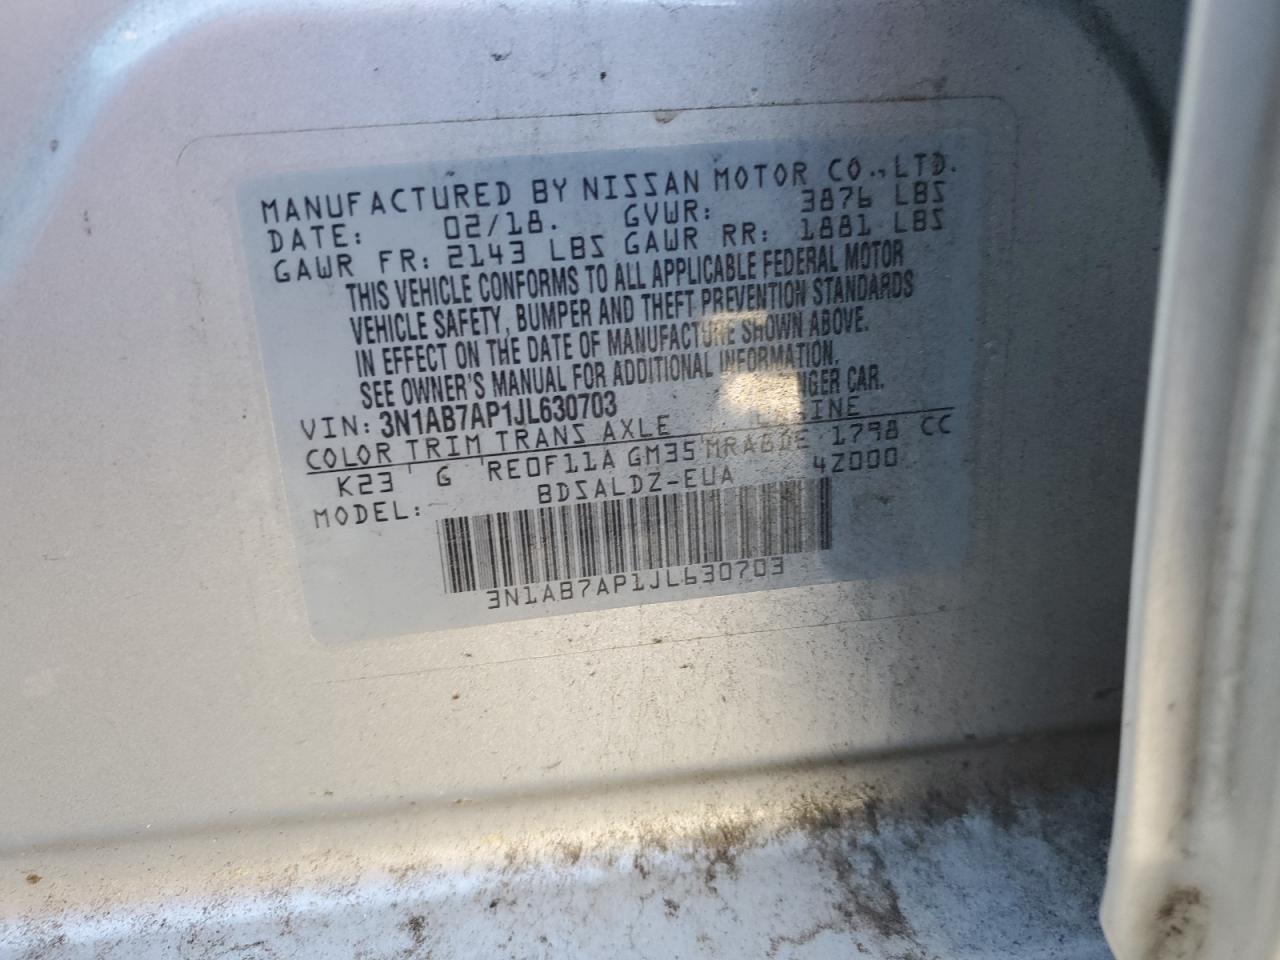 MANUFACTURED BY NISSAN MOTOR CO., LTD.
DATE: 02/18. GVWR: 3876 LBS
GAWR FR: 2143 LBS GAWR RR: 1881 LBS
THIS VEHICLE CONFORMS TO ALL APPLICABLE FEDERAL MOTOR
VEHICLE SAFETY, BUMPER AND THEFT PREVENTION STANDARDS
IN EFFECT ON THE DATE OF MANUFACTURE SHOWN ABOVE.
SEE OWNER'S MANUAL FOR ADDITIONAL INFORMATION.
VIN: 3N1AB7AP1JL630703 CAR.
COLOR TRIM TRANS AXLE ENGINE
K23 G RE0F11A GM35 1798 CC
MODEL: BDSALDZ-EUA 4Z000
3N1AB7AP1JL630703